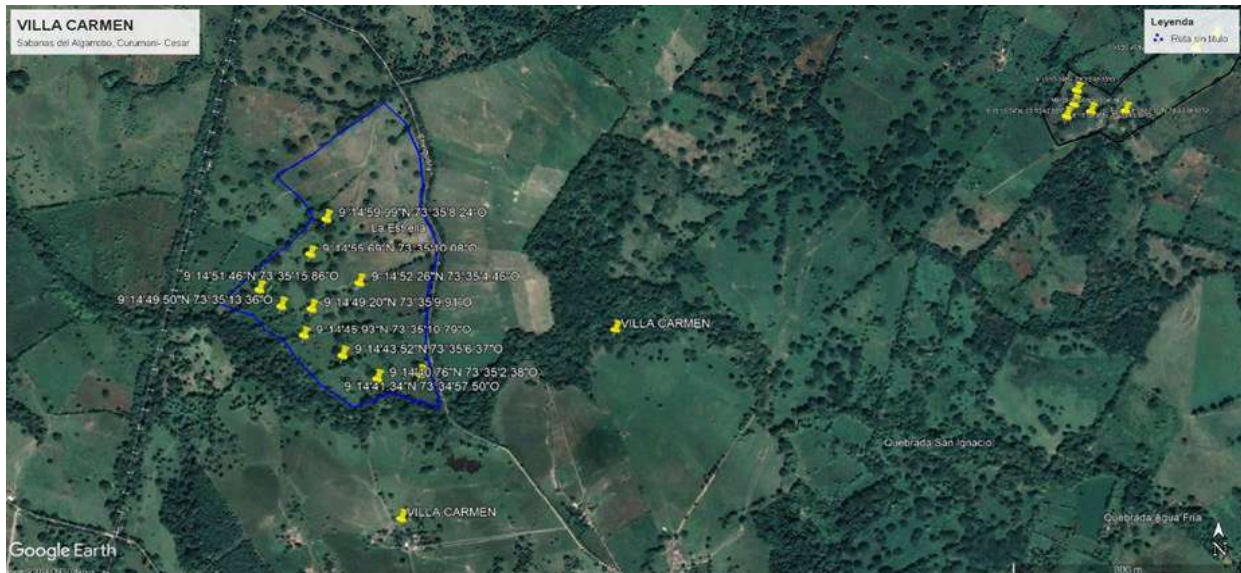 VILLA CARMEN
Sabanas del Algarrobo, Curumani- Cesar
Leyenda
Ruta sin título
9°14'59.99"N 73°35'8.24"O
La Estrella
9°14'55.69"N 73°35'10.08"O
9°14'51.46"N 73°35'15.86"O
9°14'52.26"N 73°35'4.46"O
9°14'49.50"N 73°35'13.36"O
9°14'49.20"N 73°35'9.91"O
VILLA CARMEN
9°14'45.93"N 73°35'10.79"O
9°14'43.52"N 73°35'6.37"O
9°14'40.76"N 73°35'2.38"O
9°14'41.34"N 73°34'57.50"O
Quebrada San Ignacio
VILLA CARMEN
Quebrada Agua Fria
Google Earth
N